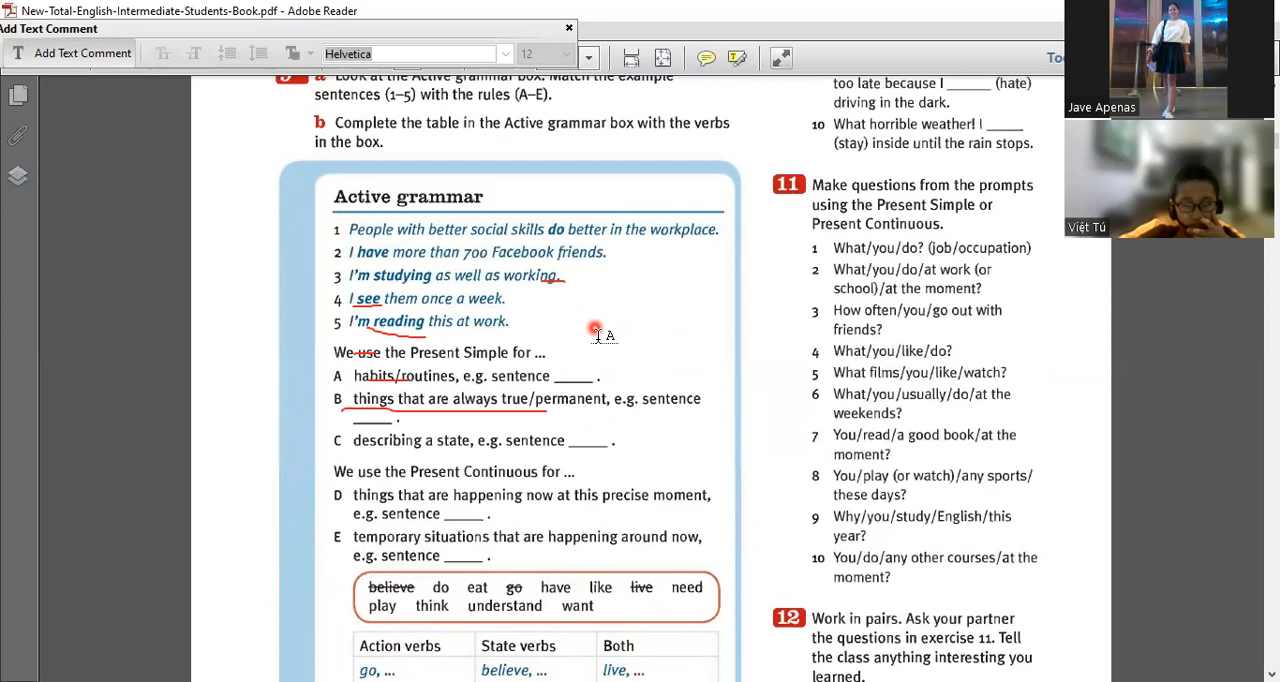 New-Total-English-Intermediate-Students-Book.pdf - Adobe Reader
Add Text Comment
Add Text Comment
Helvetica
12
Too
Jave Apenas
Việt Tú
9 a Look at the Active grammar box. Match the example
sentences (1–5) with the rules (A–E).
b Complete the table in the Active grammar box with the verbs
in the box.
Active grammar
1 People with better social skills do better in the workplace.
2 I have more than 700 Facebook friends.
3 I'm studying as well as working.
4 I see them once a week.
5 I'm reading this at work.
We use the Present Simple for ...
A habits/routines, e.g. sentence _____ .
B things that are always true/permanent, e.g. sentence
_____ .
C describing a state, e.g. sentence _____ .
We use the Present Continuous for ...
D things that are happening now at this precise moment,
e.g. sentence _____ .
E temporary situations that are happening around now,
e.g. sentence _____ .
believe do eat go have like live need
play think understand want
Action verbs State verbs Both
go, ... believe, ... live, ...
too late because I ______ (hate)
driving in the dark.
10 What horrible weather! I _____
(stay) inside until the rain stops.
11 Make questions from the prompts
using the Present Simple or
Present Continuous.
1 What/you/do? (job/occupation)
2 What/you/do/at work (or
school)/at the moment?
3 How often/you/go out with
friends?
4 What/you/like/do?
5 What films/you/like/watch?
6 What/you/usually/do/at the
weekends?
7 You/read/a good book/at the
moment?
8 You/play (or watch)/any sports/
these days?
9 Why/you/study/English/this
year?
10 You/do/any other courses/at the
moment?
12 Work in pairs. Ask your partner
the questions in exercise 11. Tell
the class anything interesting you
learned.